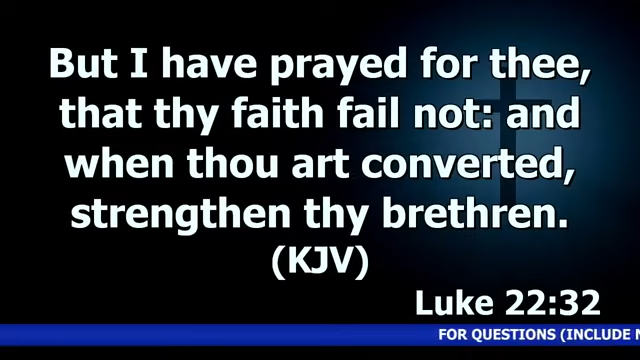 But I have prayed for thee,
that thy faith fail not: and
when thou art converted,
strengthen thy brethren.
(KJV)
Luke 22:32
FOR QUESTIONS (INCLUDE